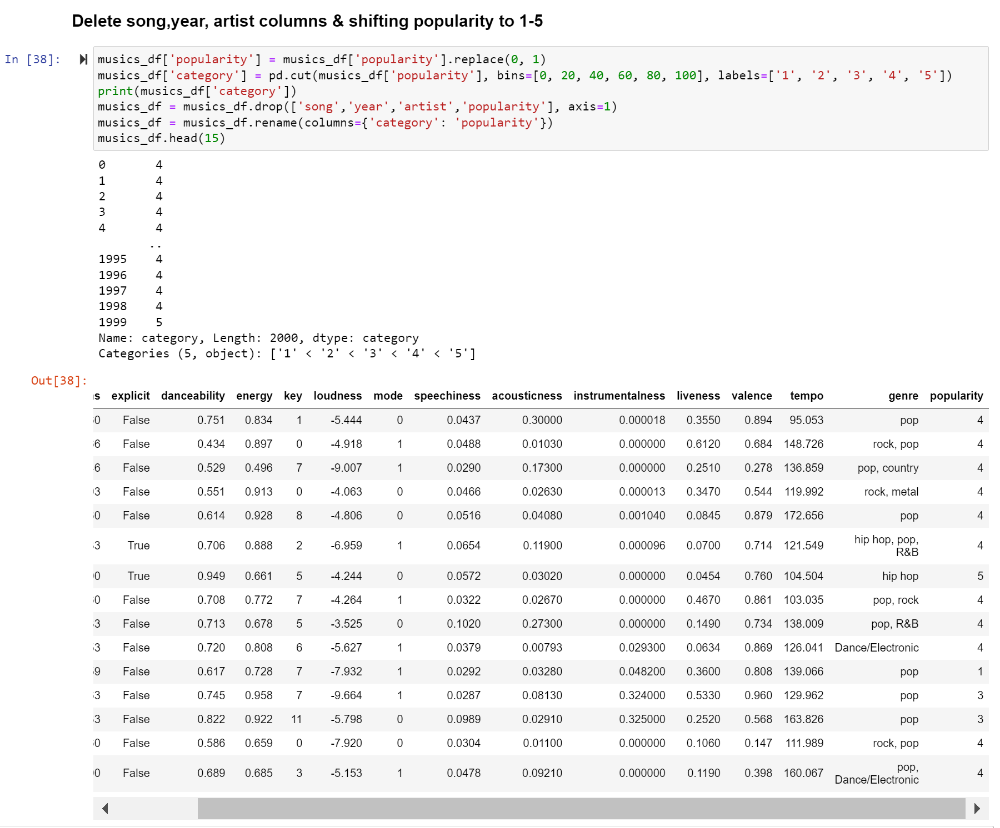 Delete song,year, artist columns & shifting popularity to 1-5
In [38]:
musics_df['popularity'] = musics_df['popularity'].replace(0, 1)
musics_df['category'] = pd.cut(musics_df['popularity'], bins=[0, 20, 40, 60, 80, 100], labels=['1', '2', '3', '4', '5'])
print(musics_df['category'])
musics_df = musics_df.drop(['song','year','artist','popularity'], axis=1)
musics_df = musics_df.rename(columns={'category': 'popularity'})
musics_df.head(15)
0 4
1 4
2 4
3 4
4 4
..
1995 4
1996 4
1997 4
1998 4
1999 5
Name: category, Length: 2000, dtype: category
Categories (5, object): ['1' < '2' < '3' < '4' < '5']
Out[38]:
s explicit danceability energy key loudness mode speechiness acousticness instrumentalness liveness valence tempo genre popularity
0 False 0.751 0.834 1 -5.444 0 0.0437 0.30000 0.000018 0.3550 0.894 95.053 pop 4
6 False 0.434 0.897 0 -4.918 1 0.0488 0.01030 0.000000 0.6120 0.684 148.726 rock, pop 4
6 False 0.529 0.496 7 -9.007 1 0.0290 0.17300 0.000000 0.2510 0.278 136.859 pop, country 4
3 False 0.551 0.913 0 -4.063 0 0.0466 0.02630 0.000013 0.3470 0.544 119.992 rock, metal 4
0 False 0.614 0.928 8 -4.806 0 0.0516 0.04080 0.001040 0.0845 0.879 172.656 pop 4
3 True 0.706 0.888 2 -6.959 1 0.0654 0.11900 0.000096 0.0700 0.714 121.549 hip hop, pop, R&B 4
0 True 0.949 0.661 5 -4.244 0 0.0572 0.03020 0.000000 0.0454 0.760 104.504 hip hop 5
0 False 0.708 0.772 7 -4.264 1 0.0322 0.02670 0.000000 0.4670 0.861 103.035 pop, rock 4
3 False 0.713 0.678 5 -3.525 0 0.1020 0.27300 0.000000 0.1490 0.734 138.009 pop, R&B 4
3 False 0.720 0.808 6 -5.627 1 0.0379 0.00793 0.029300 0.0634 0.869 126.041 Dance/Electronic 4
9 False 0.617 0.728 7 -7.932 1 0.0292 0.03280 0.048200 0.3600 0.808 139.066 pop 1
3 False 0.745 0.958 7 -9.664 1 0.0287 0.08130 0.324000 0.5330 0.960 129.962 pop 3
3 False 0.822 0.922 11 -5.798 0 0.0989 0.02910 0.325000 0.2520 0.568 163.826 pop 3
0 False 0.586 0.659 0 -7.920 0 0.0304 0.01100 0.000000 0.1060 0.147 111.989 rock, pop 4
0 False 0.689 0.685 3 -5.153 1 0.0478 0.09210 0.000000 0.1190 0.398 160.067 pop, Dance/Electronic 4